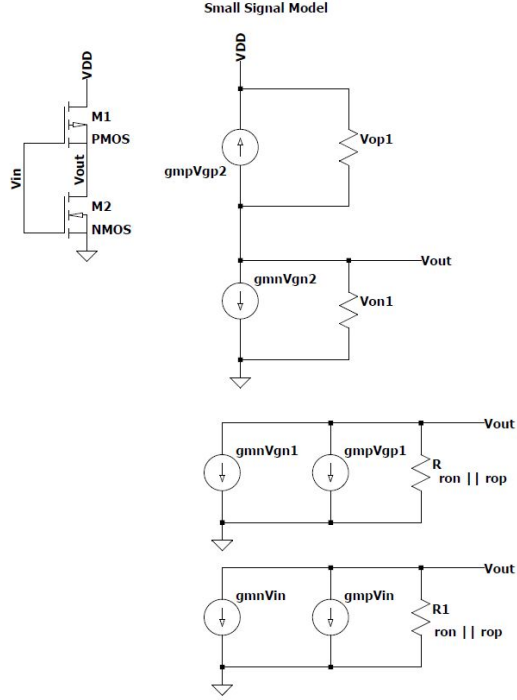 Small Signal Model
VDD
M1
PMOS
Vin
Vout
M2
NMOS
VDD
gmpVgp2
Vop1
Vout
gmnVgn2
Von1
Vout
gmnVgn1
gmpVgp1
R
ron || rop
Vout
gmnVin
gmpVin
R1
ron || rop